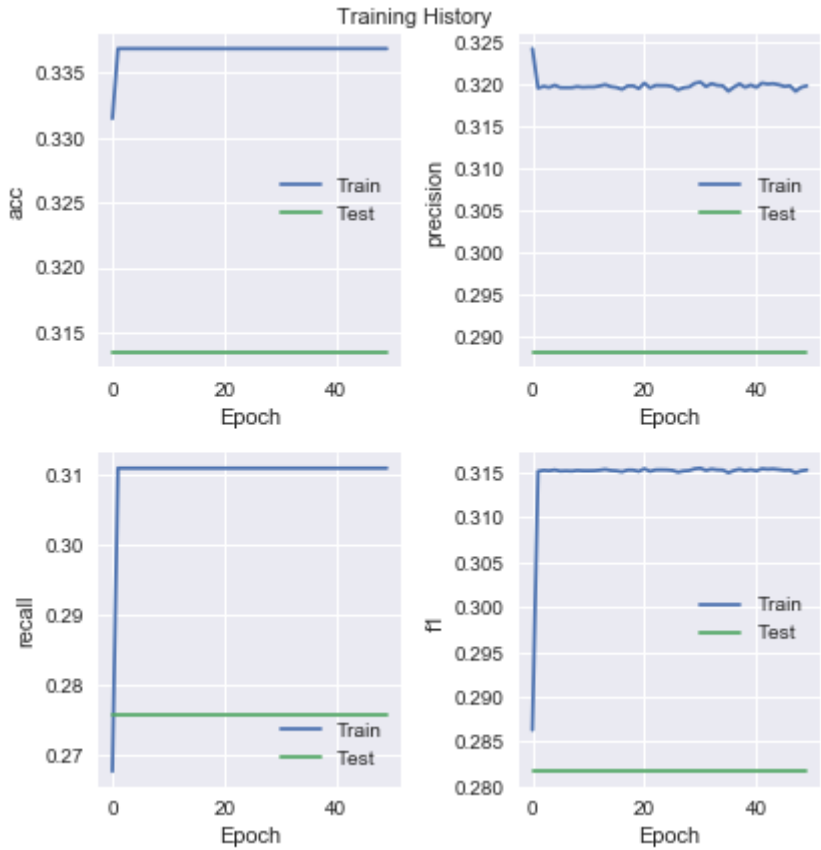 Training History
0.335
0.330
0.325
0.320
0.315
acc
Train
Test
0
20
40
Epoch
0.325
0.320
0.315
0.310
0.305
0.300
0.295
0.290
precision
Train
Test
0
20
40
Epoch
0.31
0.30
0.29
0.28
0.27
recall
Train
Test
0
20
40
Epoch
0.315
0.310
0.305
0.300
0.295
0.290
0.285
0.280
f1
Train
Test
0
20
40
Epoch